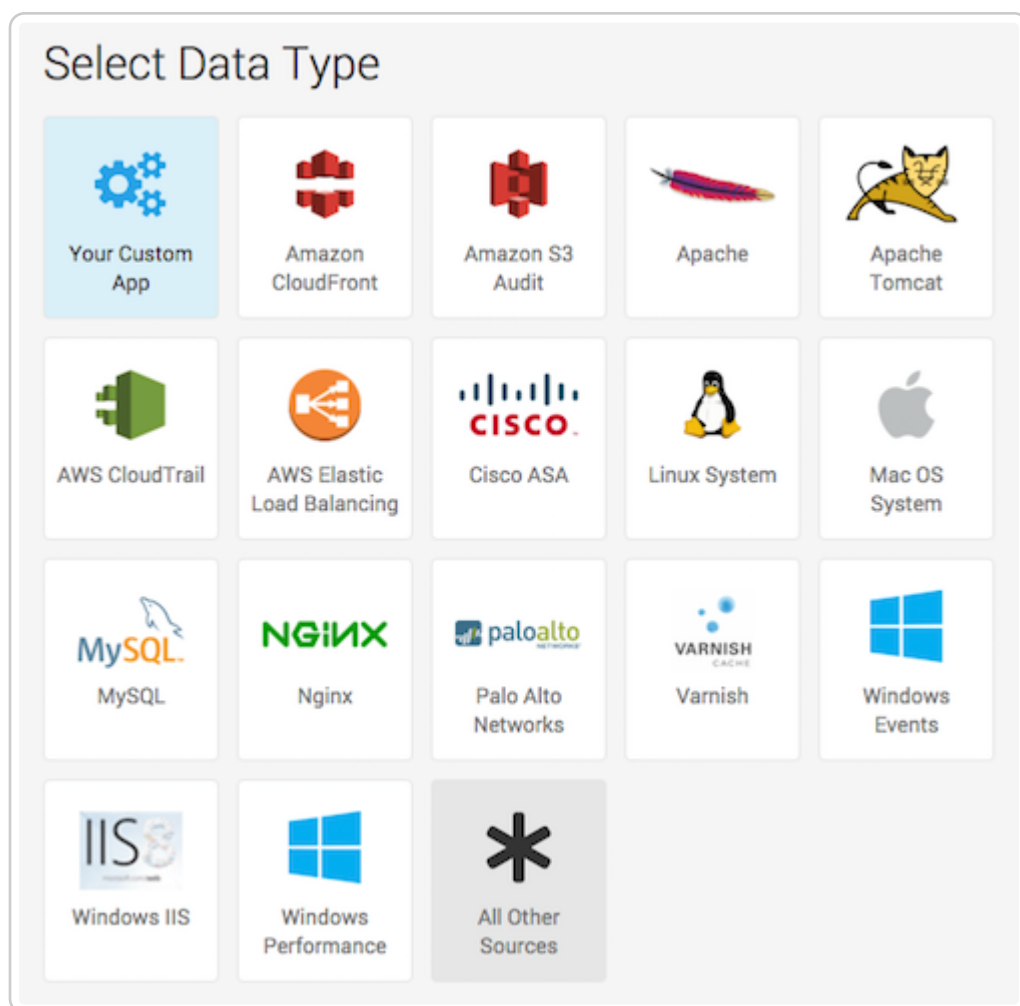 Select Data Type
Your Custom
App
Amazon
CloudFront
Amazon S3
Audit
Apache
Apache
Tomcat
AWS CloudTrail
AWS Elastic
Load Balancing
CISCO
Cisco ASA
Linux System
Mac OS
System
MySQL
MySQL
NGiNX
Nginx
paloalto
NETWORKS
Palo Alto
Networks
VARNISH
CACHE
Varnish
Windows
Events
IIS8
Windows IIS
Windows
Performance
All Other
Sources